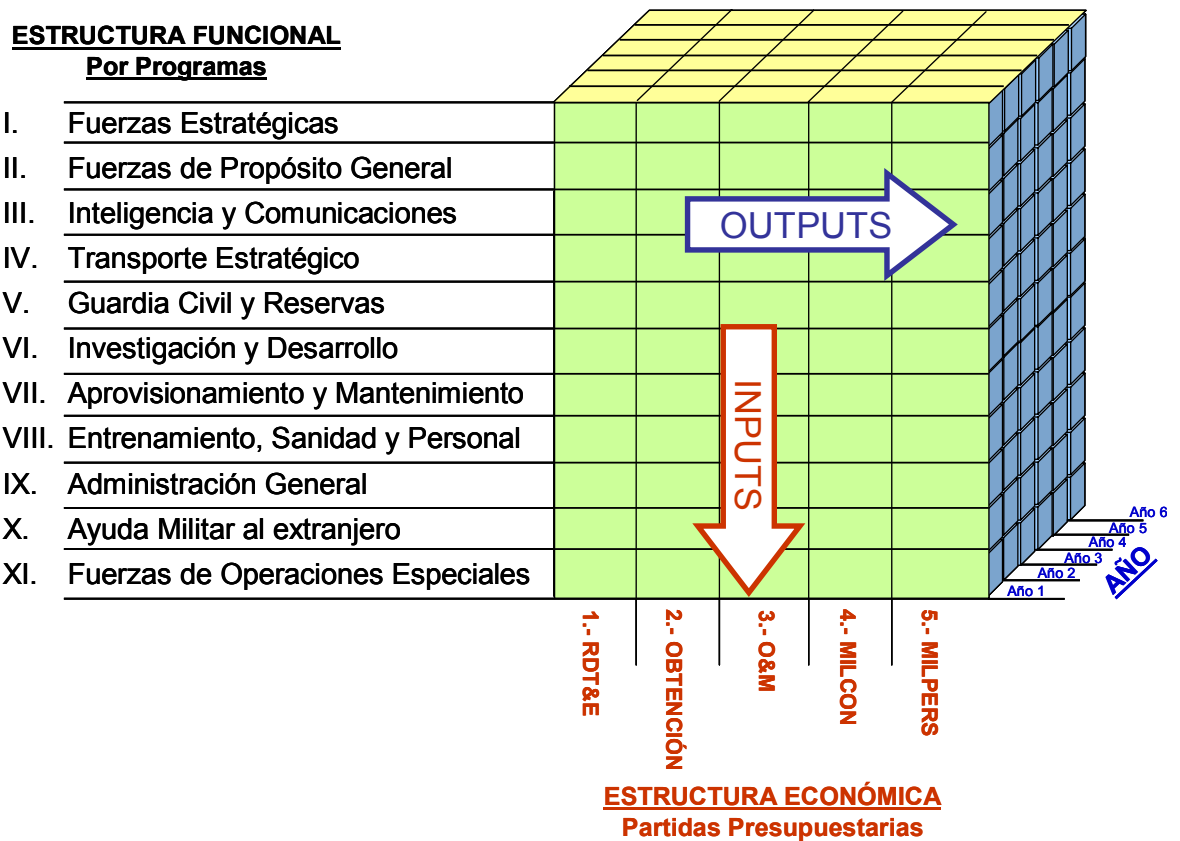 ESTRUCTURA FUNCIONAL
Por Programas
I. Fuerzas Estratégicas
II. Fuerzas de Propósito General
III. Inteligencia y Comunicaciones
IV. Transporte Estratégico
V. Guardia Civil y Reservas
VI. Investigación y Desarrollo
VII. Aprovisionamiento y Mantenimiento
VIII. Entrenamiento, Sanidad y Personal
IX. Administración General
X. Ayuda Militar al extranjero
XI. Fuerzas de Operaciones Especiales
OUTPUTS
INPUTS
Año 6
Año 5
Año 4
Año 3
Año 2
Año 1
AÑO
1.- RDT&E
2.- OBTENCIÓN
3.- O&M
4.- MILCON
5.- MILPERS
ESTRUCTURA ECONÓMICA
Partidas Presupuestarias